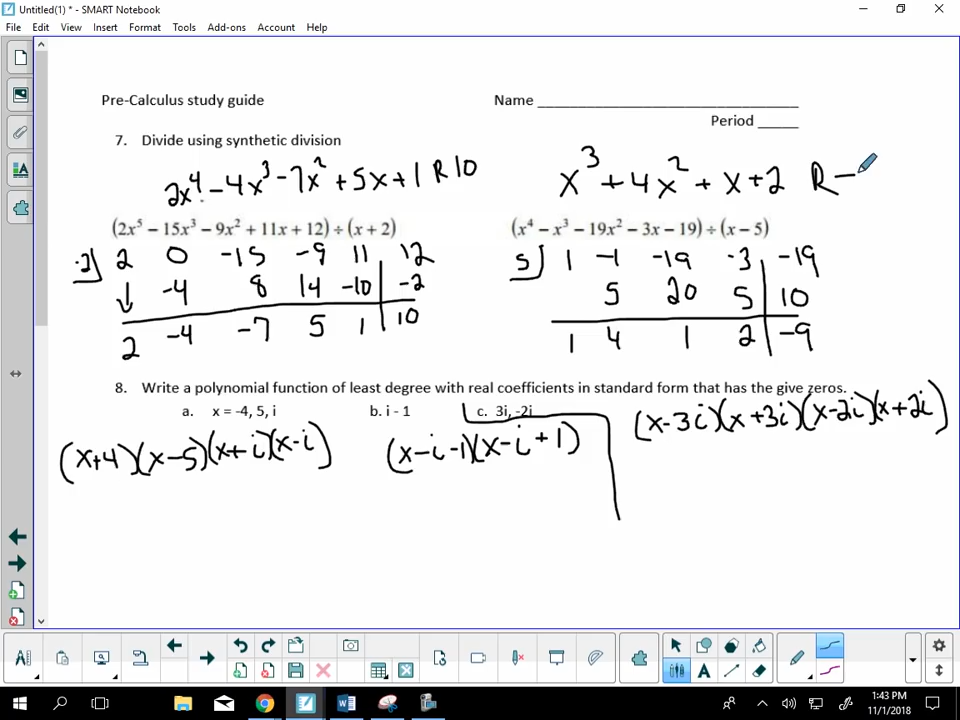 Untitled(1) * - SMART Notebook
File Edit View Insert Format Tools Add-ons Account Help
Pre-Calculus study guide
Name ______________________________
Period _____
7. Divide using synthetic division
2x⁴ - 4x³ - 7x² + 5x + 1 R 10
x³ + 4x² + x + 2 R -
(2x⁵ − 15x³ − 9x² + 11x + 12) ÷ (x + 2)
(x⁴ − x³ − 19x² − 3x − 19) ÷ (x − 5)
-2 2 0 -15 -9 11 12
↓ -4 8 14 -10 -2
2 -4 -7 5 1 10
5 1 -1 -19 -3 -19
5 20 5 10
1 4 1 2 -9
8. Write a polynomial function of least degree with real coefficients in standard form that has the give zeros.
a. x = -4, 5, i
b. i - 1
c. 3i, -2i
(x+4)(x-5)(x+i)(x-i)
(x-i-1)(x-i+1)
(x-3i)(x+3i)(x-2i)(x+2i)
1:43 PM
11/1/2018